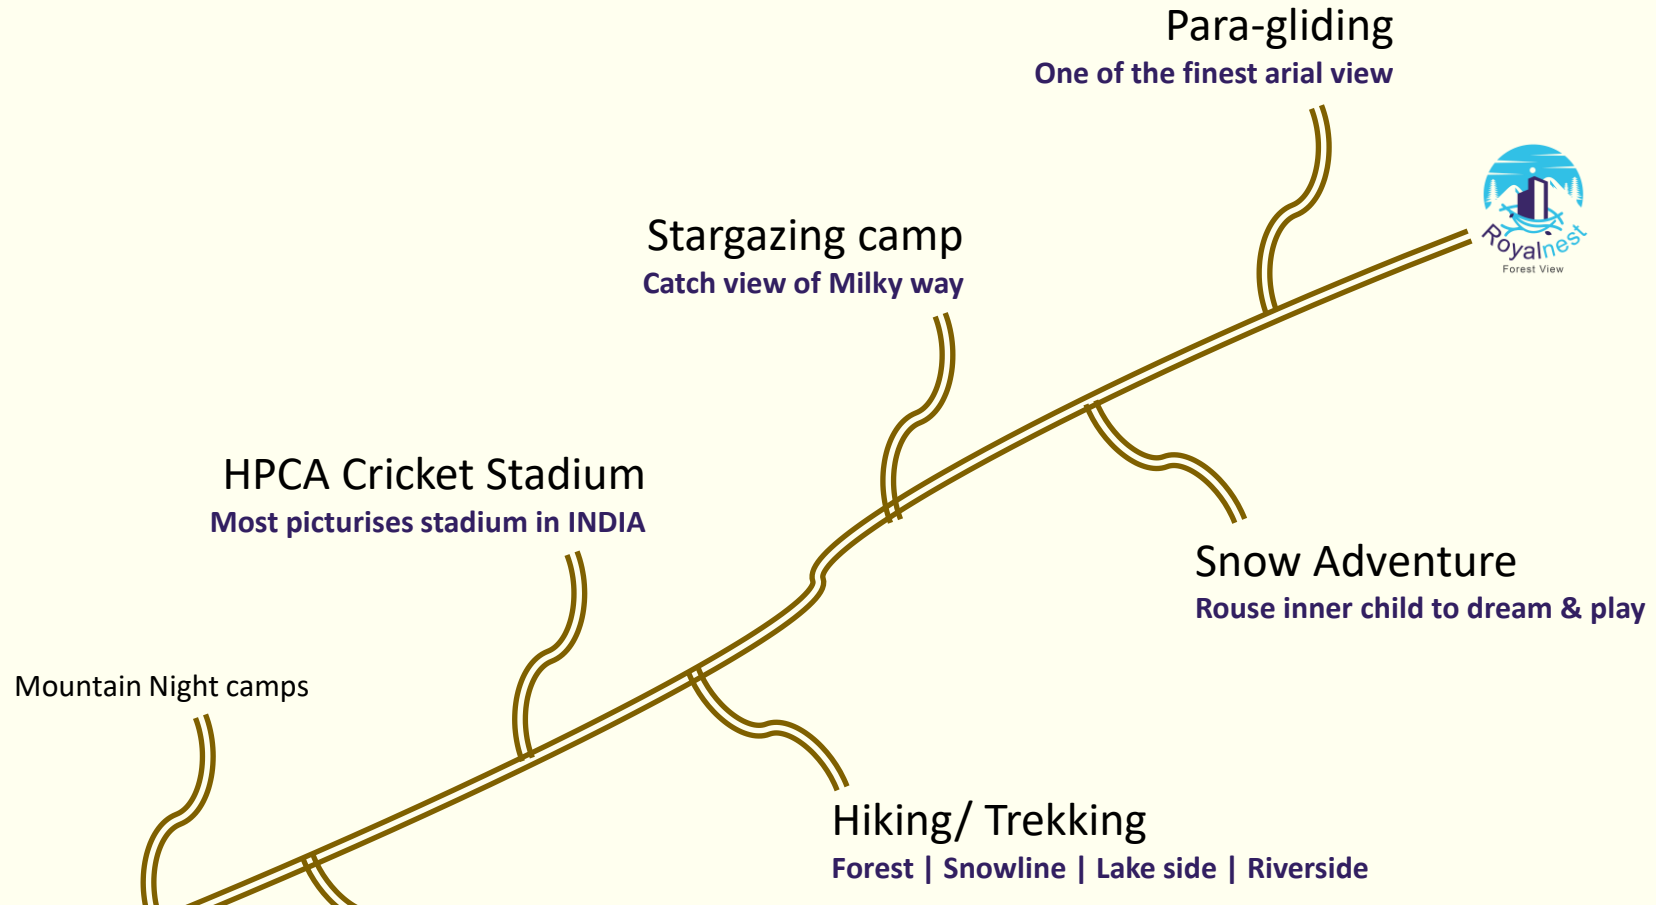 Para-gliding
One of the finest arial view
Royalnest
Forest View
Stargazing camp
Catch view of Milky way
HPCA Cricket Stadium
Most picturises stadium in INDIA
Snow Adventure
Rouse inner child to dream & play
Mountain Night camps
Hiking/ Trekking
Forest | Snowline | Lake side | Riverside